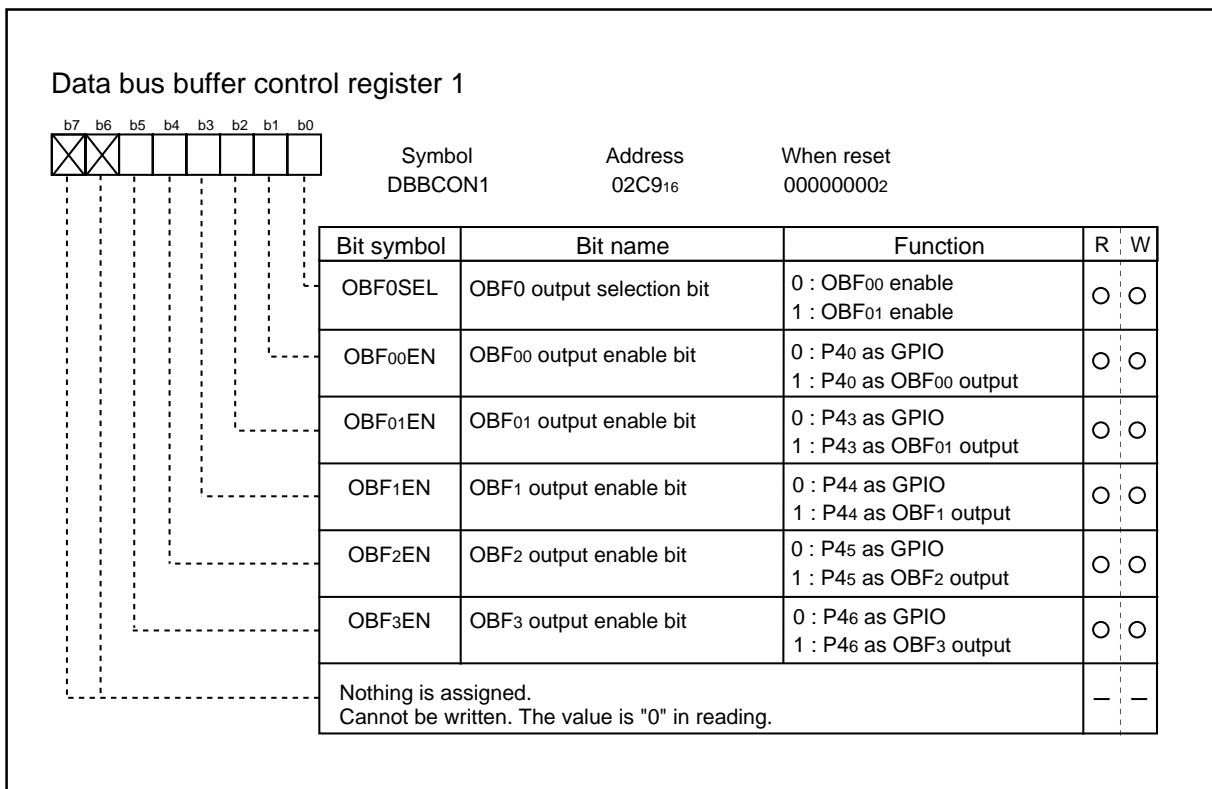 Data bus buffer control register 1
b7 b6 b5 b4 b3 b2 b1 b0
Symbol Address When reset
DBBCON1 02C916 000000002
Bit symbol Bit name Function R W
OBF0SEL OBF0 output selection bit 0 : OBF00 enable
1 : OBF01 enable
OBF00EN OBF00 output enable bit 0 : P40 as GPIO
1 : P40 as OBF00 output
OBF01EN OBF01 output enable bit 0 : P43 as GPIO
1 : P43 as OBF01 output
OBF1EN OBF1 output enable bit 0 : P44 as GPIO
1 : P44 as OBF1 output
OBF2EN OBF2 output enable bit 0 : P45 as GPIO
1 : P45 as OBF2 output
OBF3EN OBF3 output enable bit 0 : P46 as GPIO
1 : P46 as OBF3 output
Nothing is assigned.
Cannot be written. The value is "0" in reading. – –